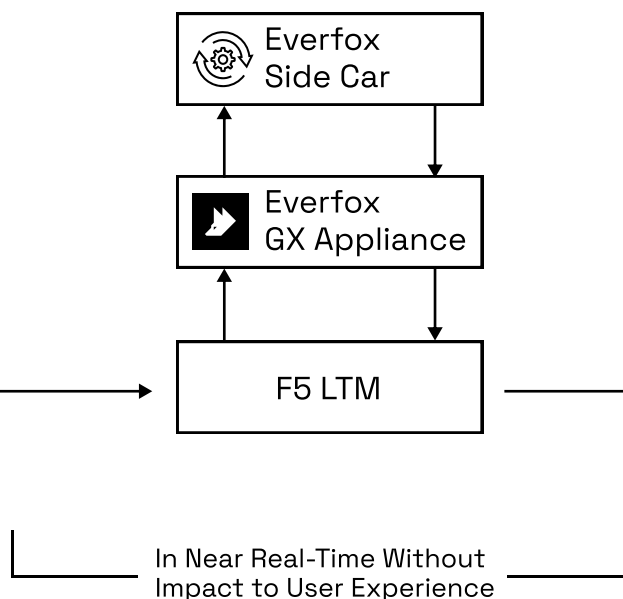 Everfox
Side Car
Everfox
GX Appliance
F5 LTM
In Near Real-Time Without
Impact to User Experience